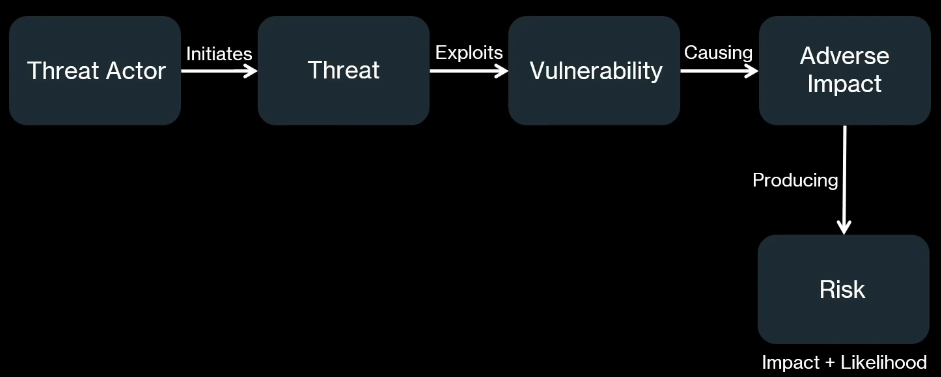 Threat Actor
Initiates
Threat
Exploits
Vulnerability
Causing
Adverse
Impact
Producing
Risk
Impact + Likelihood